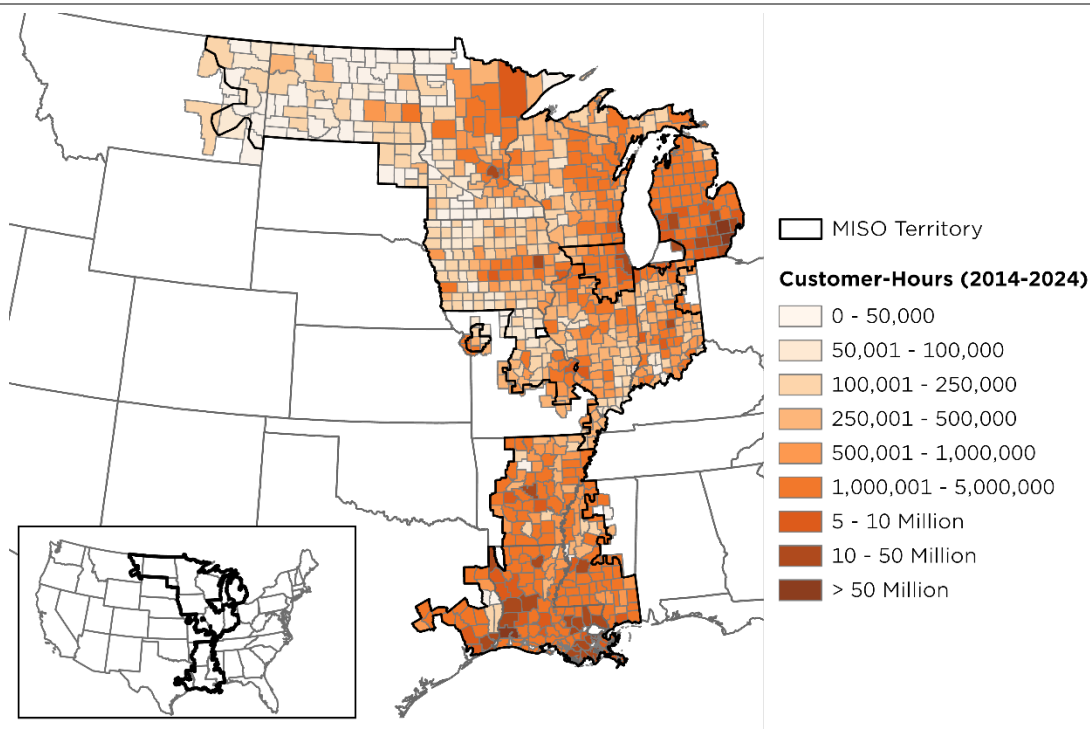 MISO Territory
Customer-Hours (2014-2024)
0 - 50,000
50,001 - 100,000
100,001 - 250,000
250,001 - 500,000
500,001 - 1,000,000
1,000,001 - 5,000,000
5 - 10 Million
10 - 50 Million
> 50 Million